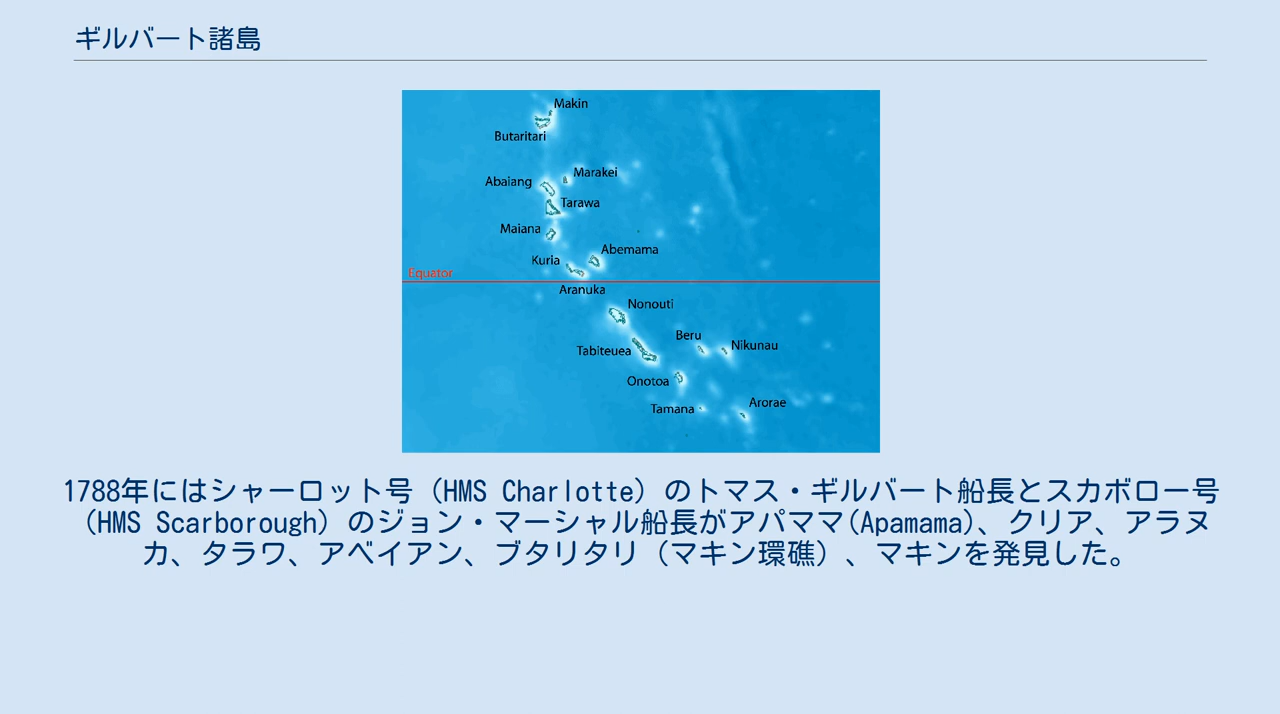 ギルバート諸島
Makin
Butaritari
Marakei
Abaiang
Tarawa
Maiana
Abemama
Kuria
Equator
Aranuka
Nonouti
Beru
Nikunau
Tabiteuea
Onotoa
Arorae
Tamana
1788年にはシャーロット号（HMS Charlotte）のトマス・ギルバート船長とスカボロー号
（HMS Scarborough）のジョン・マーシャル船長がアパママ(Apamama)、クリア、アラヌ
カ、タラワ、アベイアン、ブタリタリ（マキン環礁）、マキンを発見した。